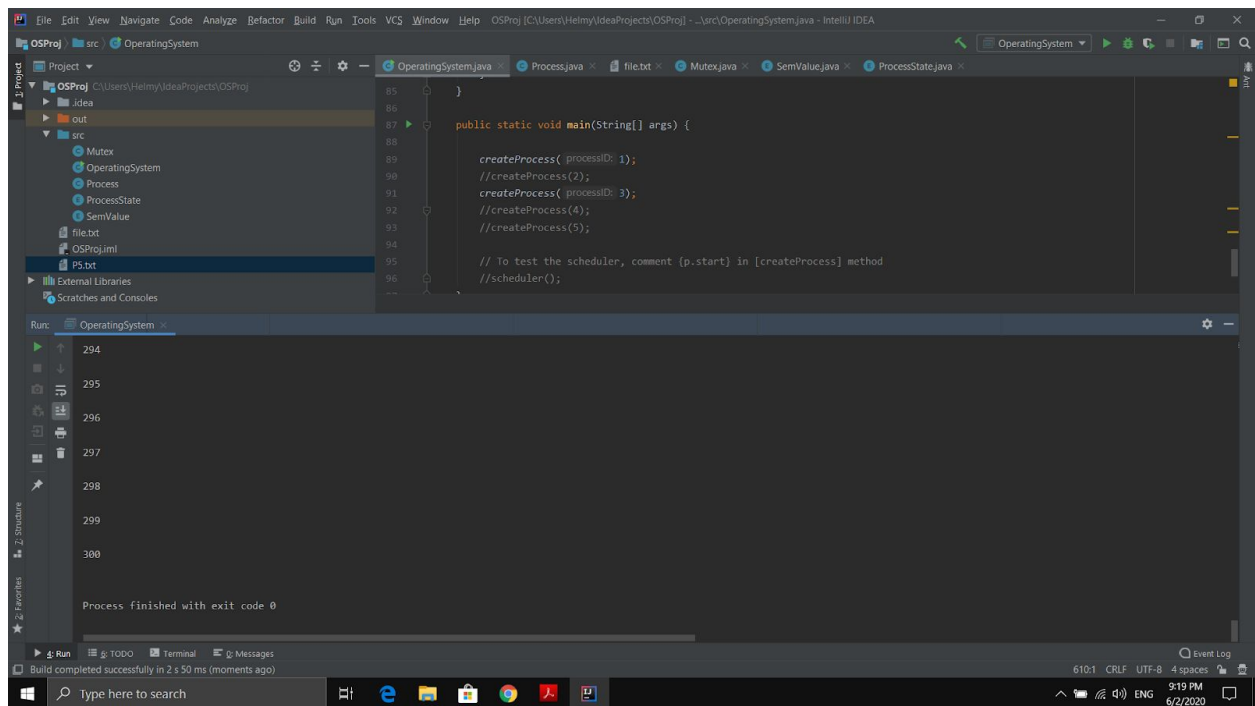 File Edit View Navigate Code Analyze Refactor Build Run Tools VCS Window Help OSProj [C:\Users\Helmy\IdeaProjects\OSProj] - ...\src\OperatingSystem.java - IntelliJ IDEA
OSProj src OperatingSystem OperatingSystem
Project OperatingSystem.java Process.java file.txt Mutex.java SemValue.java ProcessState.java
1: Project
Ant
OSProj C:\Users\Helmy\IdeaProjects\OSProj
.idea
out
src
Mutex
OperatingSystem
Process
ProcessState
SemValue
file.txt
OSProj.iml
P5.txt
External Libraries
Scratches and Consoles
85 }
86
87 public static void main(String[] args) {
88
89 createProcess( processID: 1);
90 //createProcess(2);
91 createProcess( processID: 3);
92 //createProcess(4);
93 //createProcess(5);
94
95 // To test the scheduler, comment {p.start} in [createProcess] method
96 //scheduler();
Run: OperatingSystem
294
295
296
297
298
299
300
Process finished with exit code 0
7: Structure
2: Favorites
4: Run 6: TODO Terminal 0: Messages Event Log
Build completed successfully in 2 s 50 ms (moments ago) 610:1 CRLF UTF-8 4 spaces
Type here to search ENG 9:19 PM
6/2/2020